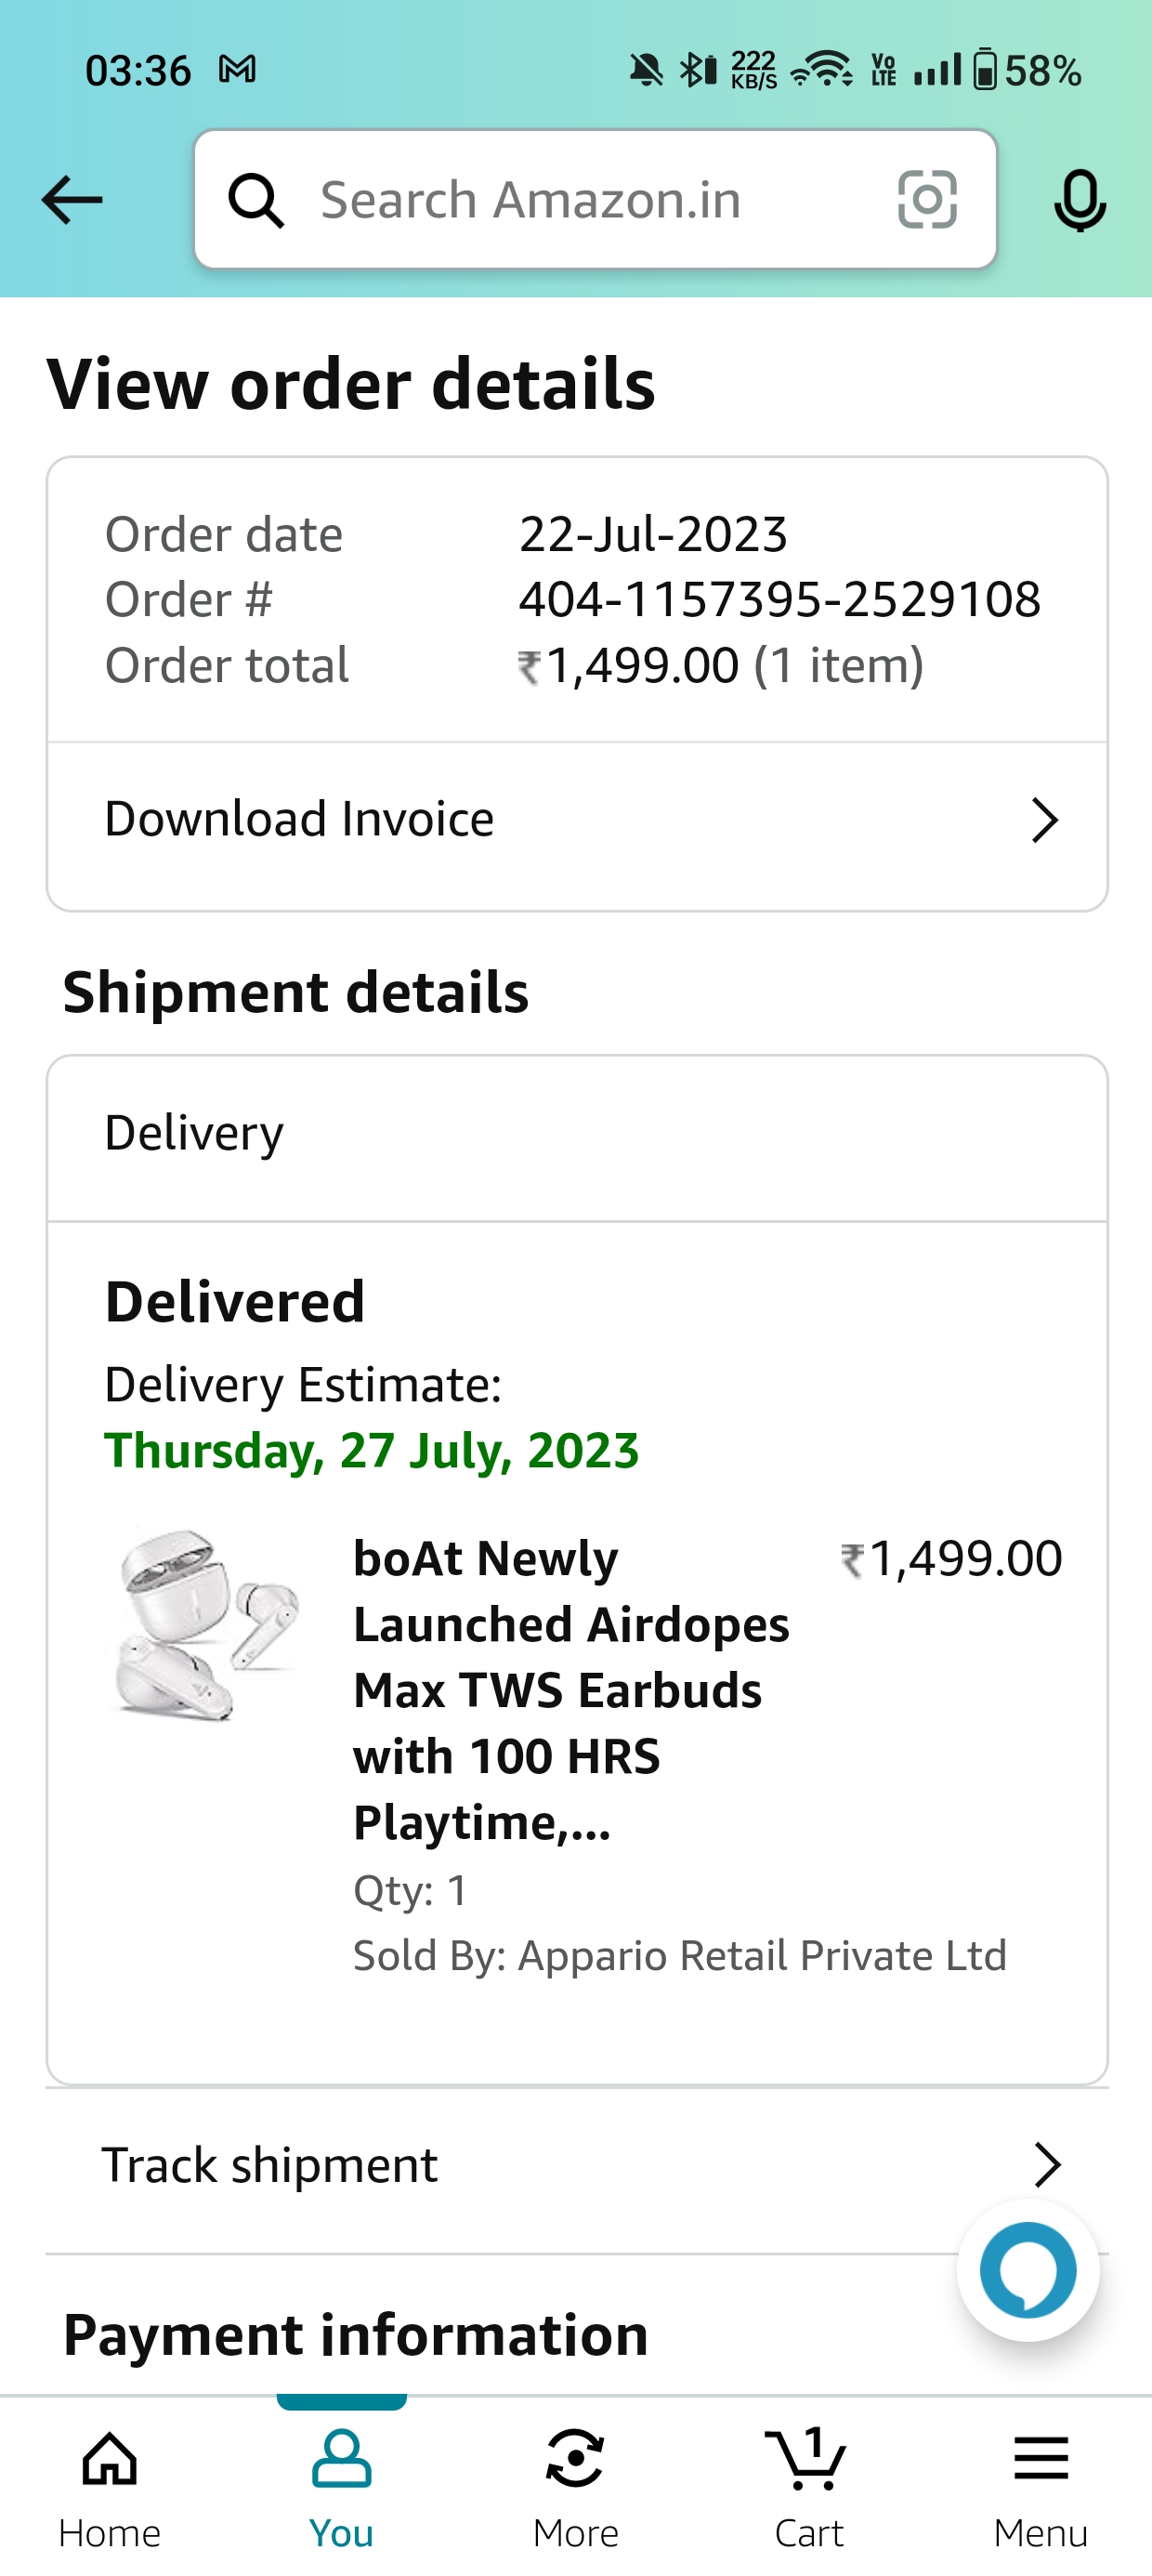 03:36 222 KB/S Vo LTE 58%
Search Amazon.in
View order details
Order date 22-Jul-2023
Order # 404-1157395-2529108
Order total ₹1,499.00 (1 item)
Download Invoice
Shipment details
Delivery
Delivered
Delivery Estimate:
Thursday, 27 July, 2023
boAt Newly ₹1,499.00
Launched Airdopes
Max TWS Earbuds
with 100 HRS
Playtime,...
Qty: 1
Sold By: Appario Retail Private Ltd
Track shipment
Payment information
1
Home You More Cart Menu